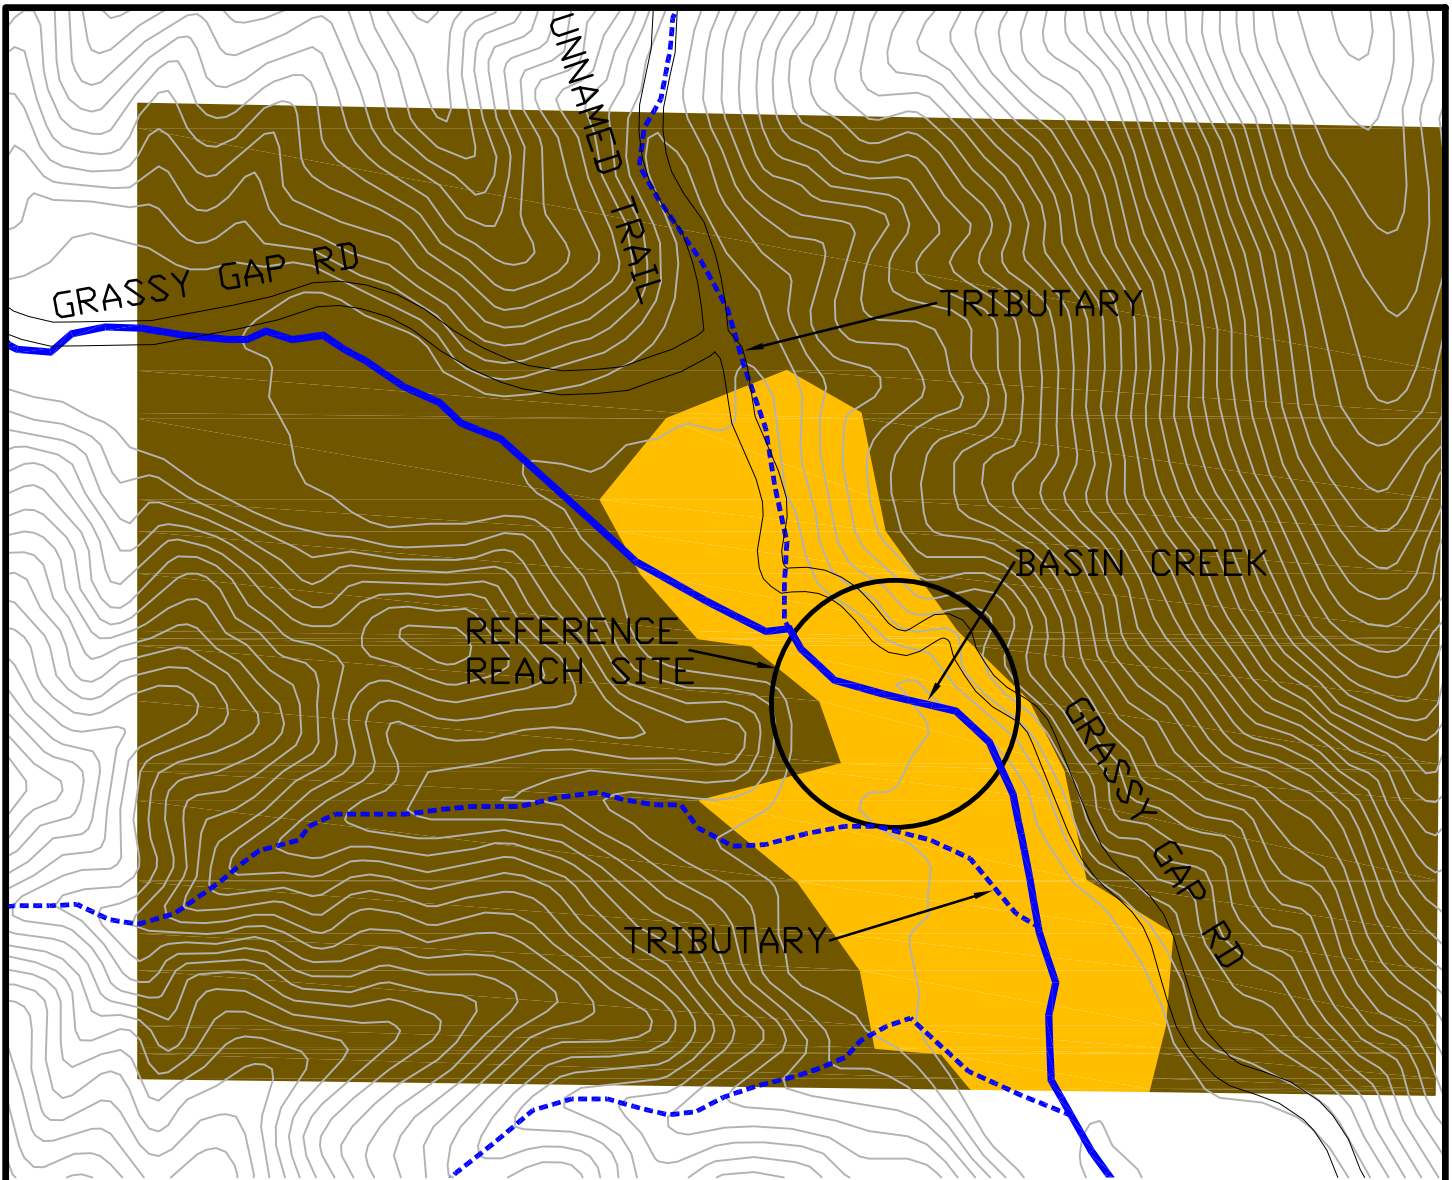 UNNAMED TRAIL
GRASSY GAP RD
TRIBUTARY
BASIN CREEK
REFERENCE
REACH SITE
GRASSY GAP RD
TRIBUTARY